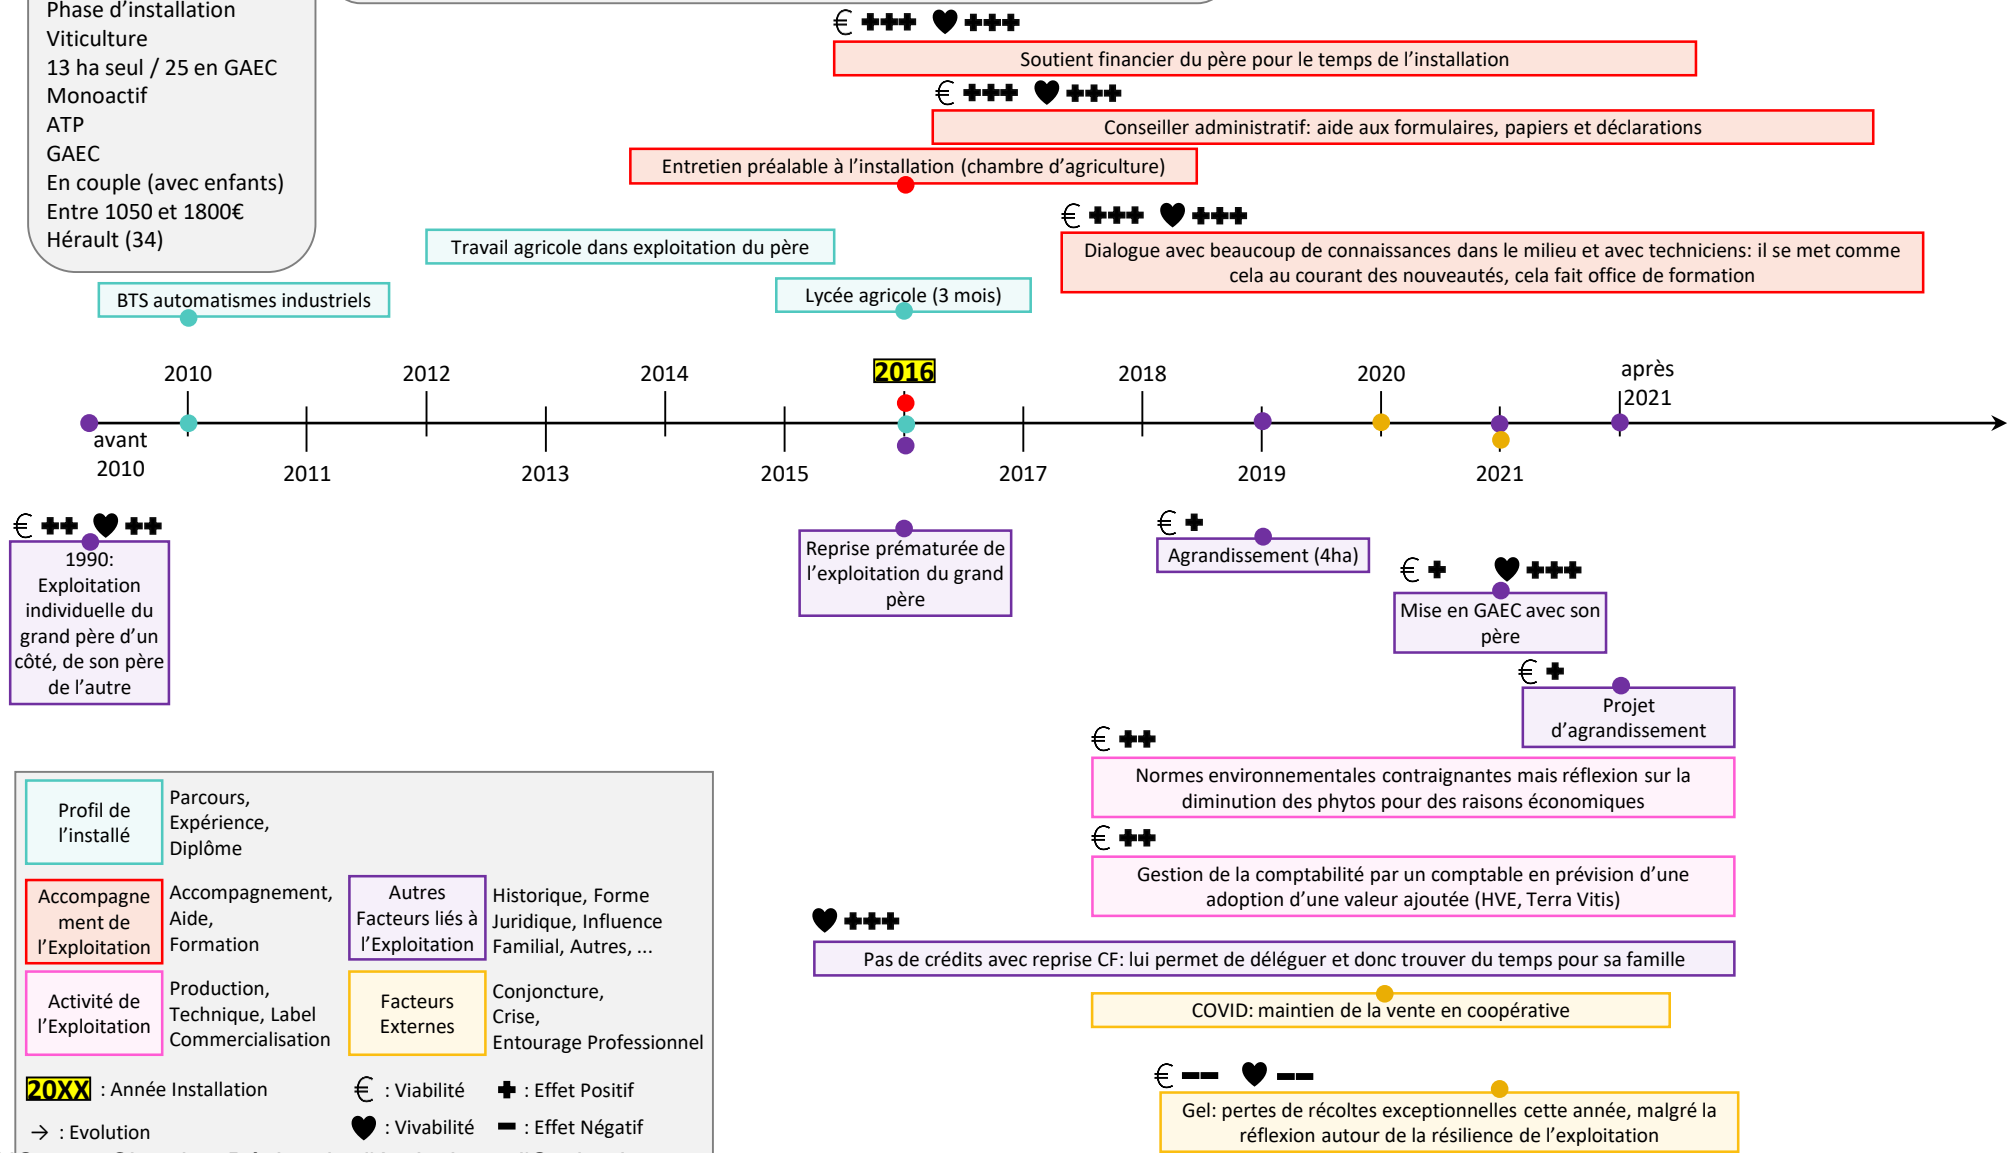 Phase d’installation
Viticulture
13 ha seul / 25 en GAEC
Monoactif
ATP
GAEC
En couple (avec enfants)
Entre 1050 et 1800€
Hérault (34)
€ +++ +++
Soutient financier du père pour le temps de l’installation
€ +++ +++
Conseiller administratif: aide aux formulaires, papiers et déclarations
Entretien préalable à l’installation (chambre d’agriculture)
€ +++ +++
Travail agricole dans exploitation du père
Dialogue avec beaucoup de connaissances dans le milieu et avec techniciens: il se met comme
cela au courant des nouveautés, cela fait office de formation
BTS automatismes industriels
Lycée agricole (3 mois)
2010
2012
2014
2016
2018
2020
après
2021
avant
2010
2011
2013
2015
2017
2019
2021
€ ++ ++
1990:
Exploitation
individuelle du
grand père d’un
côté, de son père
de l’autre
Reprise prématurée de
l’exploitation du grand
père
€ +
Agrandissement (4ha)
€ + +++
Mise en GAEC avec son
père
€ +
Projet
d’agrandissement
€ ++
Normes environnementales contraignantes mais réflexion sur la
diminution des phytos pour des raisons économiques
€ ++
Gestion de la comptabilité par un comptable en prévision d’une
adoption d’une valeur ajoutée (HVE, Terra Vitis)
+++
Pas de crédits avec reprise CF: lui permet de déléguer et donc trouver du temps pour sa famille
COVID: maintien de la vente en coopérative
€ -- --
Gel: pertes de récoltes exceptionnelles cette année, malgré la
réflexion autour de la résilience de l’exploitation
Profil de
l’installé
Parcours,
Expérience,
Diplôme
Accompagne
ment de
l’Exploitation
Accompagnement,
Aide,
Formation
Autres
Facteurs liés à
l’Exploitation
Historique, Forme
Juridique, Influence
Familial, Autres, ...
Activité de
l’Exploitation
Production,
Technique, Label
Commercialisation
Facteurs
Externes
Conjoncture,
Crise,
Entourage Professionnel
20XX : Année Installation
€ : Viabilité
+ : Effet Positif
→ : Evolution
: Vivabilité
- : Effet Négatif